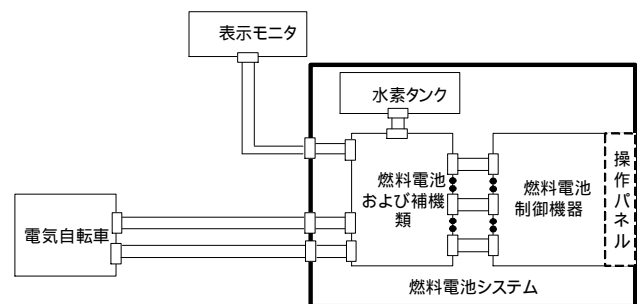 表示モニタ
水素タンク
燃料電池
および補機
類
燃料電池
制御機器
操作パネル
電気自転車
燃料電池システム